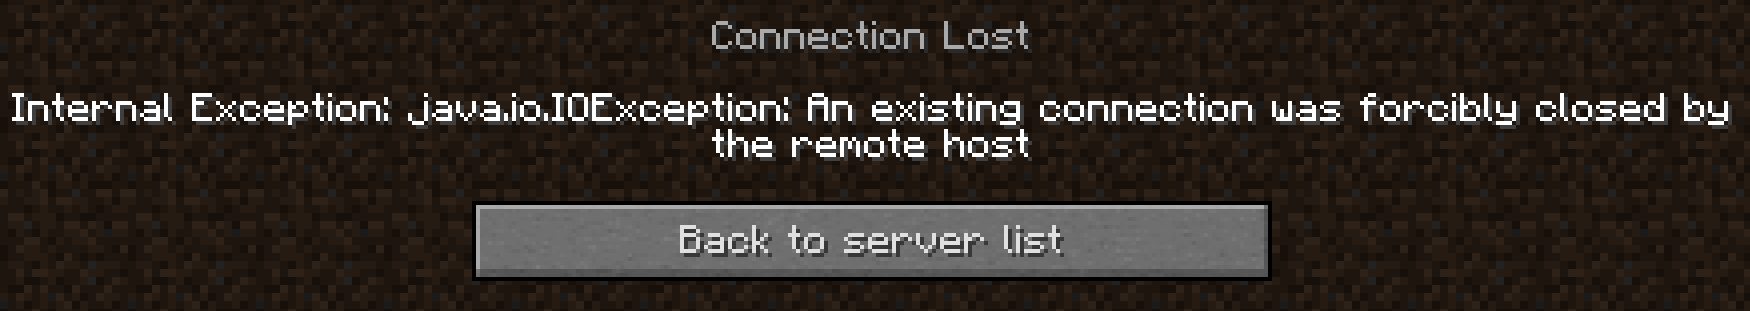 Connection Lost
Internal Exception: java.io.IOException: An existing connection was forcibly closed by
the remote host
Back to server list